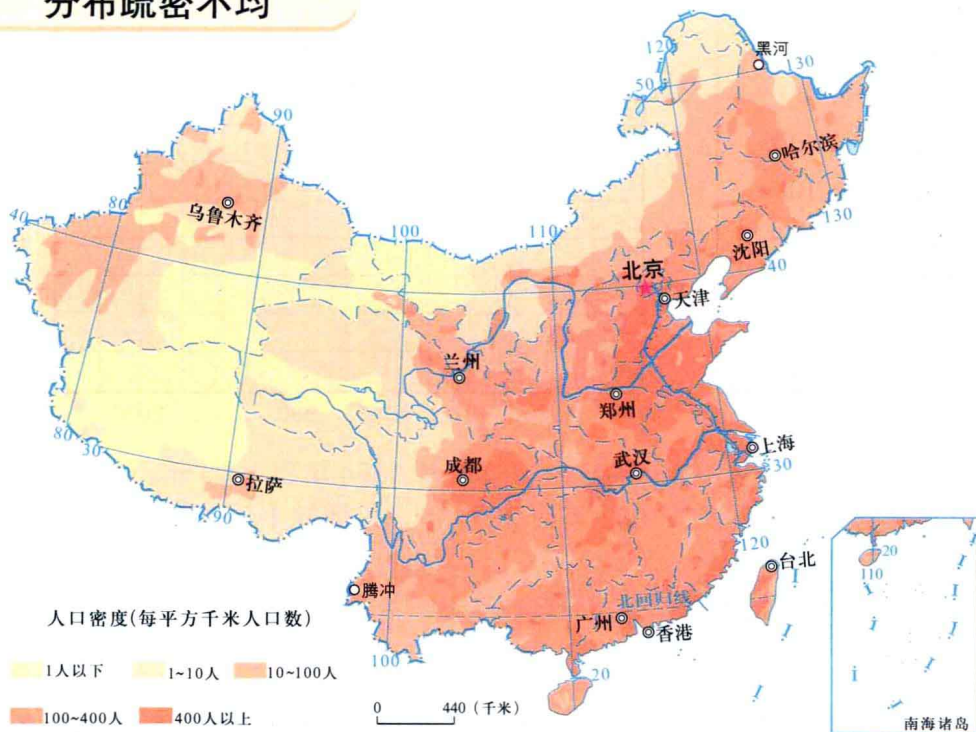 分布疏密不均
黑河
120
130
50
哈尔滨
90
乌鲁木齐
80
40
130
沈阳
100
110
北京
40
天津
兰州
郑州
80
30
上海
30
成都
武汉
拉萨
90
120
台北
20
110
腾冲
北回归线
广州
香港
人口密度(每平方千米人口数)
100
20
1人以下
1~10人
10~100人
100~400人
400人以上
0
440 (千米)
南海诸岛